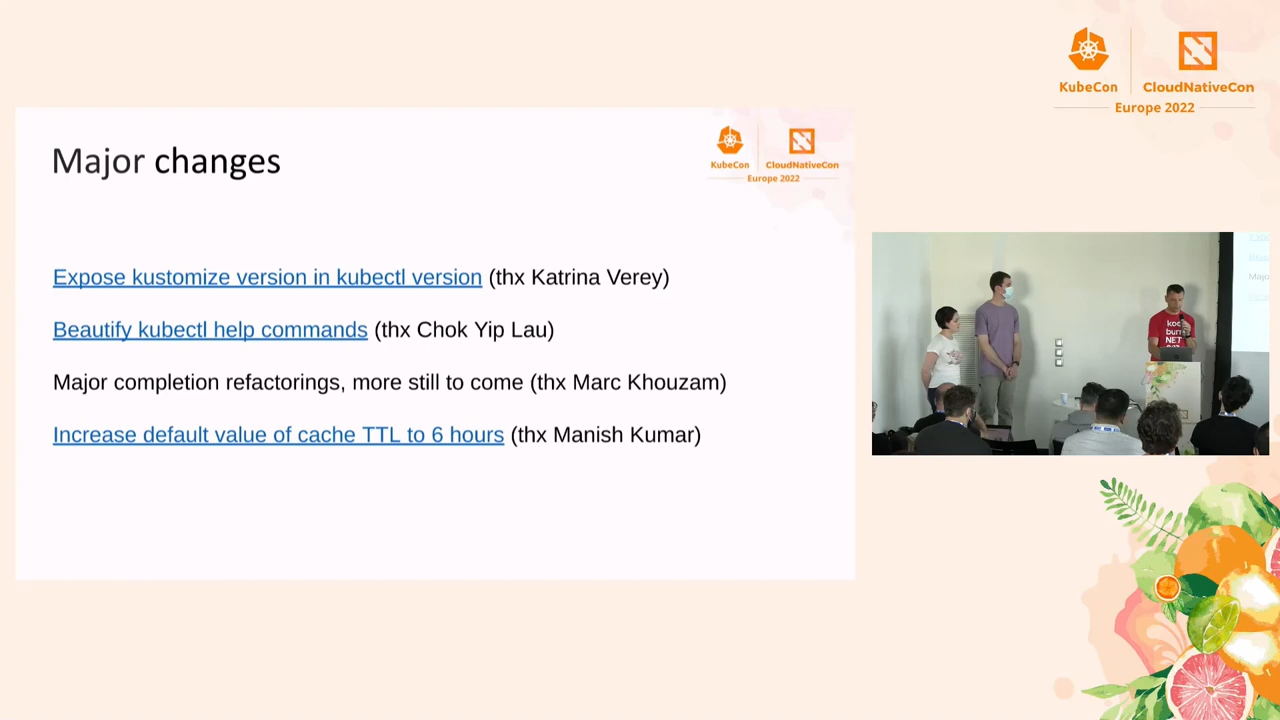 KubeCon
CloudNativeCon
Europe 2022
Major changes
KubeCon
CloudNativeCon
Europe 2022
Expose kustomize version in kubectl version (thx Katrina Verey)
Beautify kubectl help commands (thx Chok Yip Lau)
Major completion refactorings, more still to come (thx Marc Khouzam)
Increase default value of cache TTL to 6 hours (thx Manish Kumar)
NET